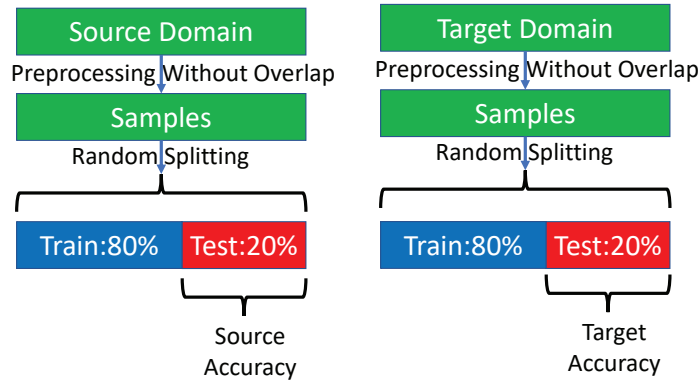 Source Domain
Preprocessing Without Overlap
Samples
Random Splitting
Train:80% Test:20%
Source
Accuracy
Target Domain
Preprocessing Without Overlap
Samples
Random Splitting
Train:80% Test:20%
Target
Accuracy